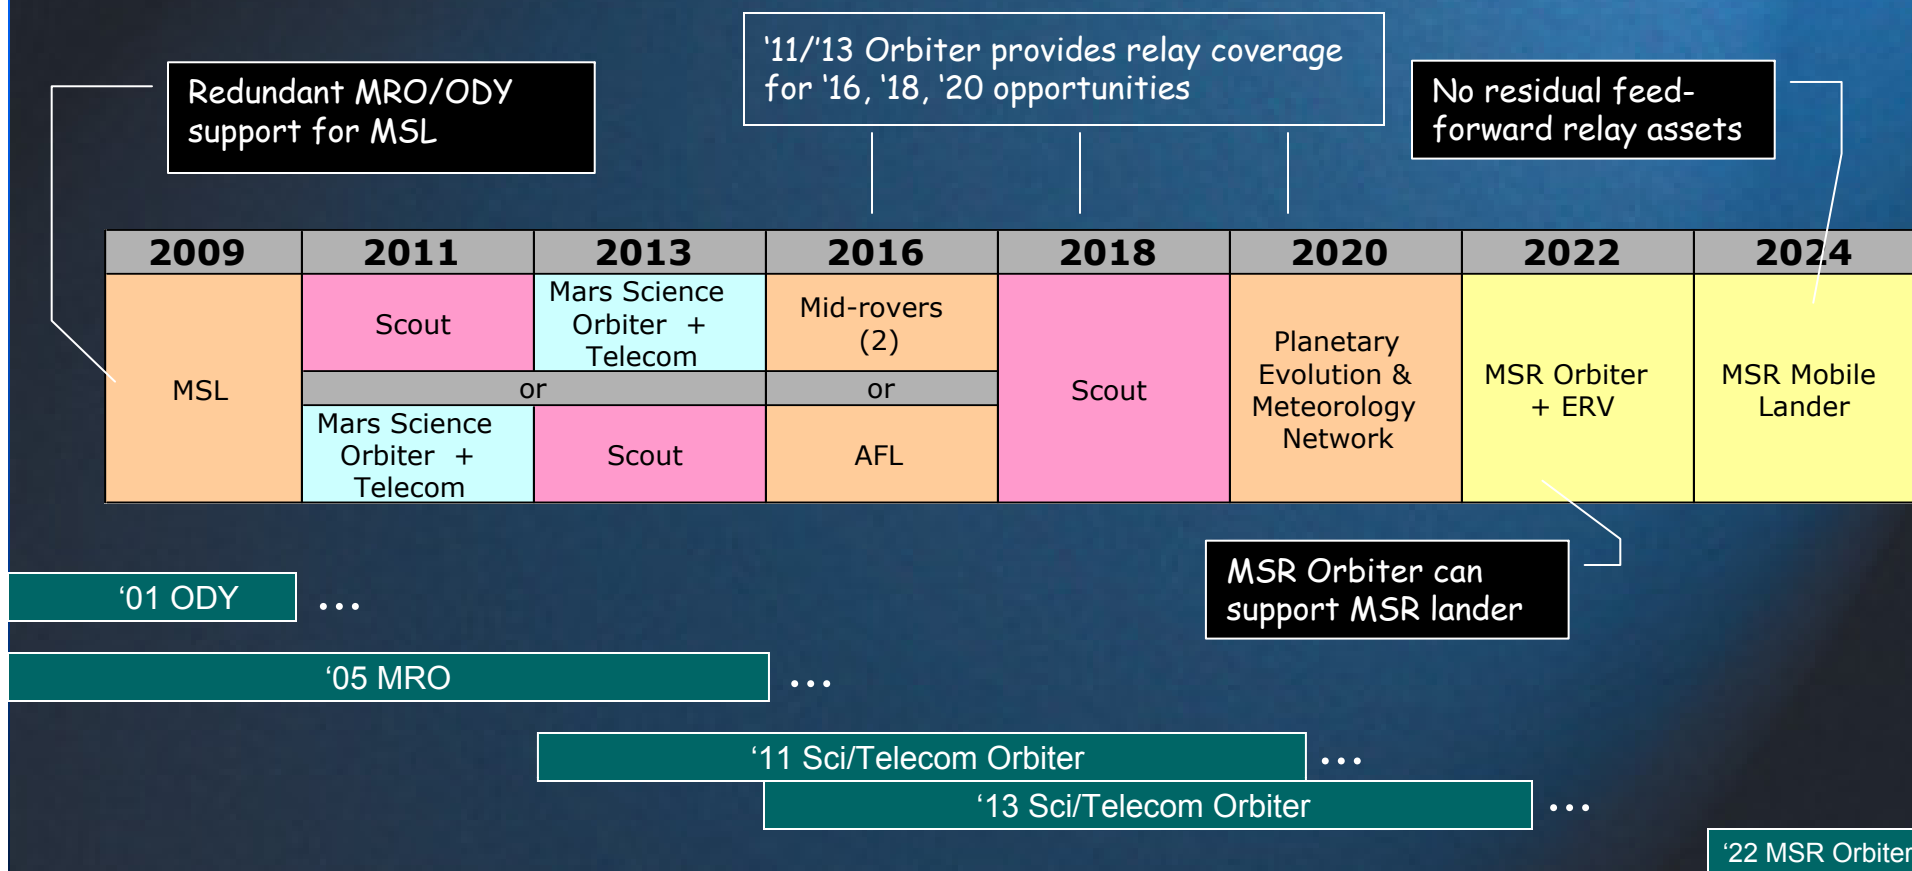 ‘11/’13 Orbiter provides relay coverage
for ‘16, ‘18, ‘20 opportunities
Redundant MRO/ODY
support for MSL
No residual feed-
forward relay assets
2009 2011 2013 2016 2018 2020 2022 2024
MSL
Scout
Mars Science
Orbiter +
Telecom
Mid-rovers
(2)
or
or
Mars Science
Orbiter +
Telecom
Scout
AFL
Scout
Planetary
Evolution &
Meteorology
Network
MSR Orbiter
+ ERV
MSR Mobile
Lander
MSR Orbiter can
support MSR lander
‘01 ODY ...
‘05 MRO ...
‘11 Sci/Telecom Orbiter ...
‘13 Sci/Telecom Orbiter ...
‘22 MSR Orbiter